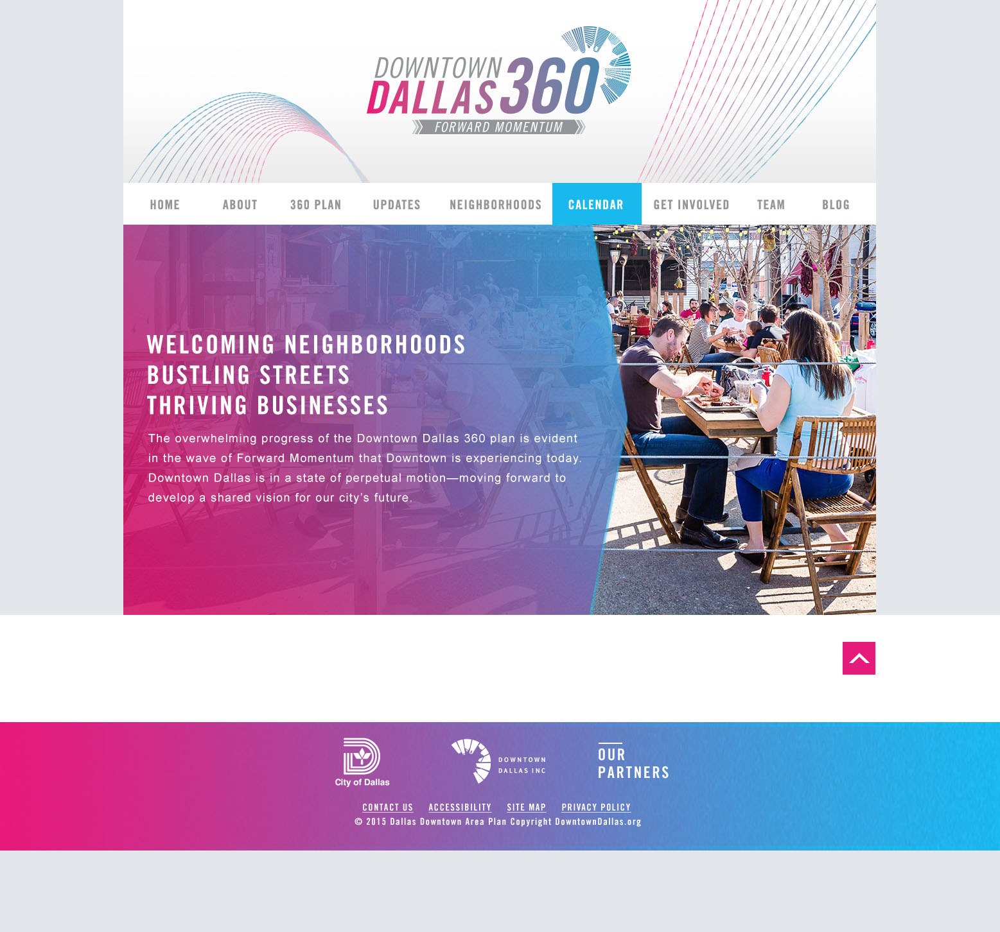 DOWNTOWN
DALLAS 360
FORWARD MOMENTUM
HOME ABOUT 360 PLAN UPDATES NEIGHBORHOODS CALENDAR GET INVOLVED TEAM BLOG
WELCOMING NEIGHBORHOODS
BUSTLING STREETS
THRIVING BUSINESSES
The overwhelming progress of the Downtown Dallas 360 plan is evident
in the wave of Forward Momentum that Downtown is experiencing today.
Downtown Dallas is in a state of perpetual motion—moving forward to
develop a shared vision for our city’s future.
City of Dallas
DOWNTOWN
DALLAS INC
OUR
PARTNERS
CONTACT US ACCESSIBILITY SITE MAP PRIVACY POLICY
© 2015 Dallas Downtown Area Plan Copyright DowntownDallas.org